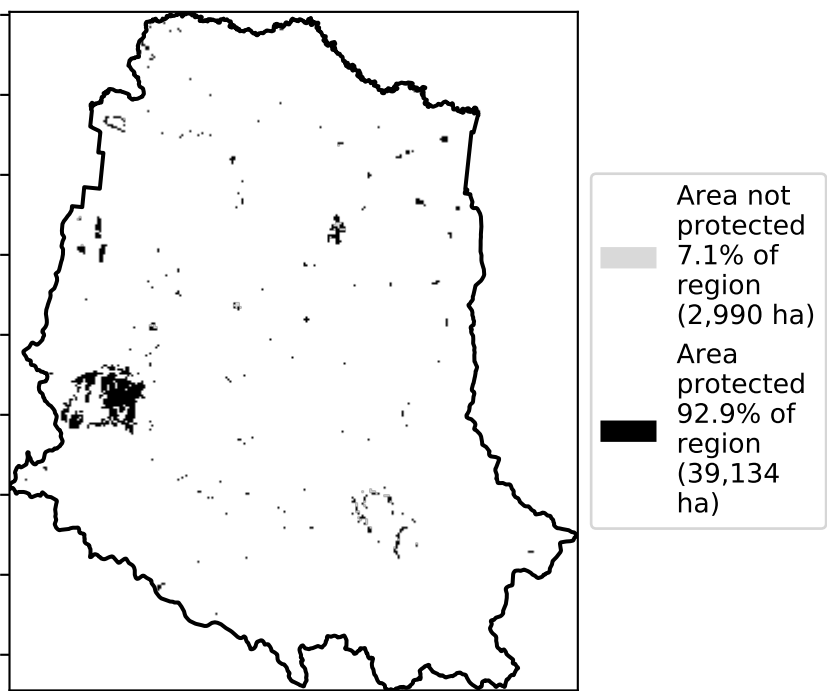 Area not
protected
7.1% of
region
(2,990 ha)
Area
protected
92.9% of
region
(39,134
ha)